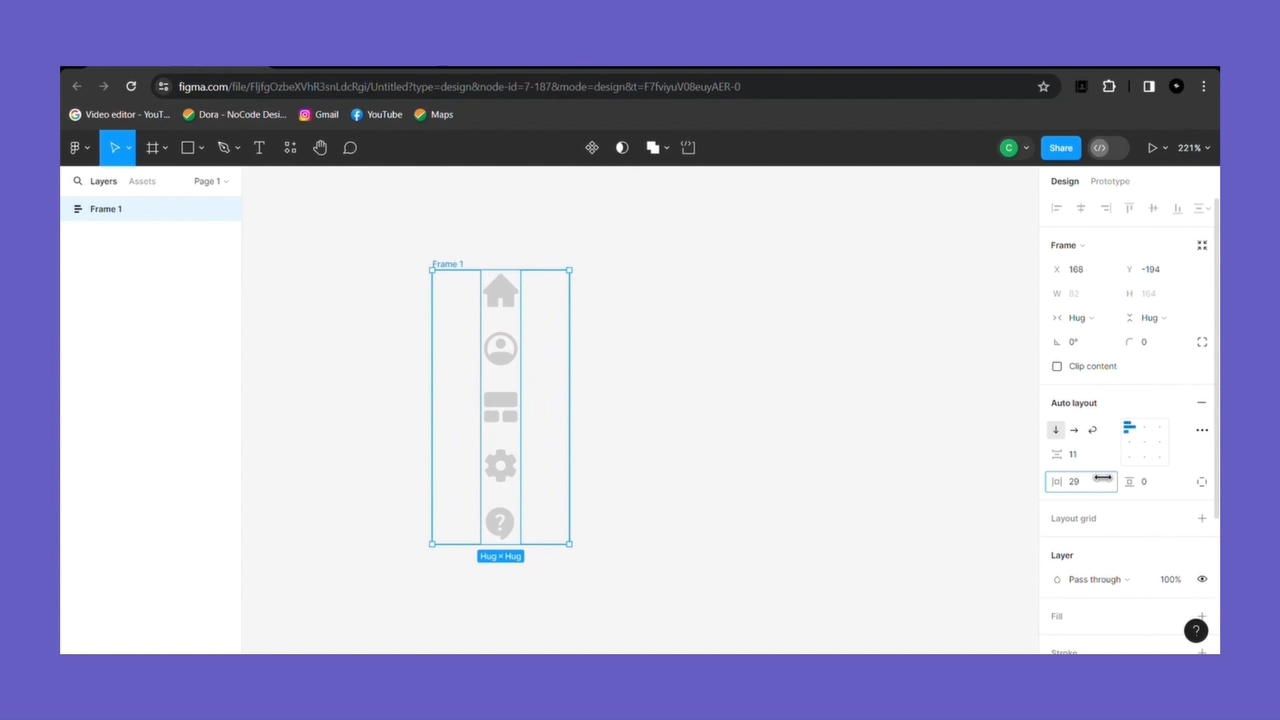 figma.com/file/FljfgOzbeXVhR3snLdcRgi/Untitled?type=design&node-id=7-187&mode=design&t=F7fviyuV08euyAER-0
Video editor - YouT... Dora - NoCode Desi... Gmail YouTube Maps
C Share 221%
Layers Assets Page 1
Frame 1
Design Prototype
Frame
X 168 Y -194
W 82 H 164
Hug Hug
0° 0
Clip content
Auto layout
11
29 0
Layout grid
Layer
Pass through 100%
Fill
Stroke
Frame 1
?
Hug × Hug
?